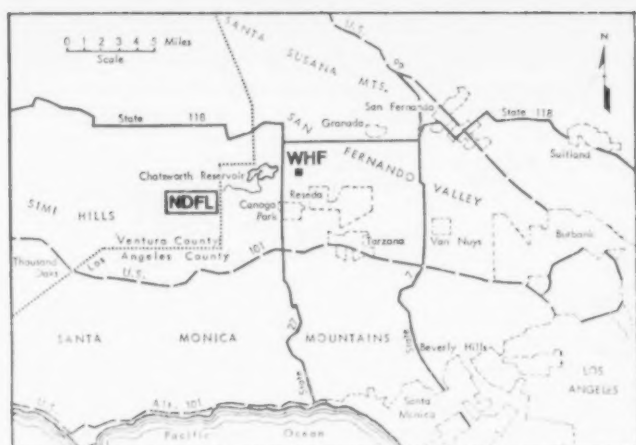 0 1 2 3 4 5 Miles
Scale
SANTA
SUSANA MTS.
U.S.
99
N
San Fernando
State 118
State 118
Granada
SAN
FERNANDO
VALLEY
Sunland
WHF
Chatsworth Reservoir
NDFL
Canoga
Park
Reseda
SIMI HILLS
Ventura County
Los Angeles County
Thousand
Oaks
U.S.
101
Tarzana
Van Nuys
Burbank
7
State
SANTA
MONICA
MOUNTAINS
State
Beverly Hills
LOS
ANGELES
Santa
Monica
U.S.
Alt. 101
Pacific Ocean